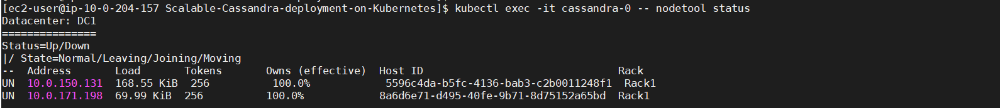 [ec2-user@ip-10-0-204-157 Scalable-Cassandra-deployment-on-Kubernetes]$ kubectl exec -it cassandra-0 -- nodetool status
Datacenter: DC1
===============
Status=Up/Down
|/ State=Normal/Leaving/Joining/Moving
--  Address       Load       Tokens       Owns (effective)  Host ID                               Rack
UN  10.0.150.131  168.55 KiB  256          100.0%            5596c4da-b5fc-4136-bab3-c2b0011248f1  Rack1
UN  10.0.171.198  69.99 KiB  256         100.0%            8a6d6e71-d495-40fe-9b71-8d75152a65bd  Rack1